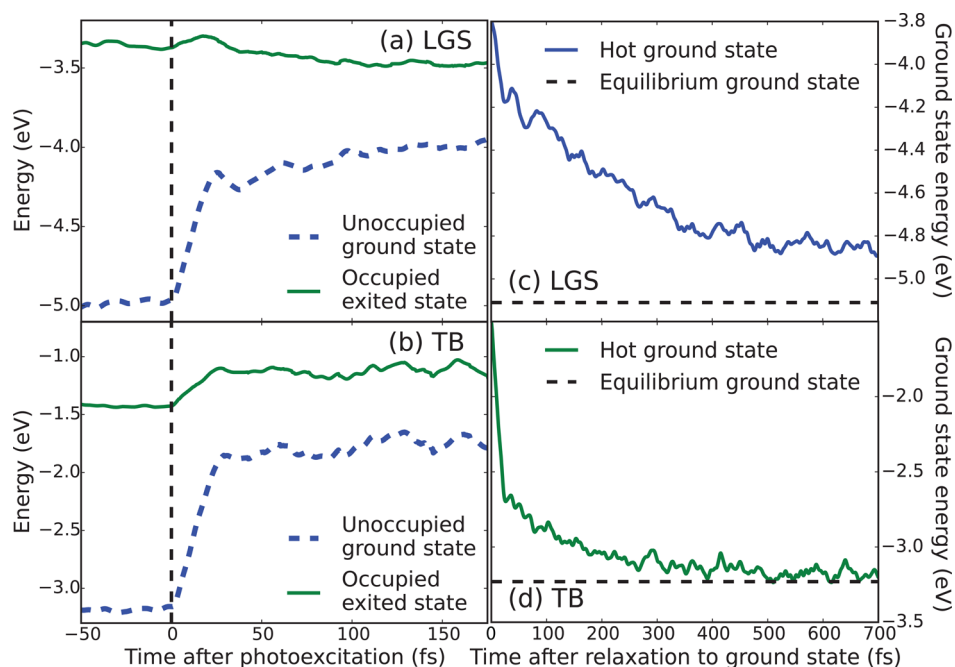 (a) LGS
Energy (eV)
−3.5
−4.0
−4.5
−5.0
Unoccupied
ground state
Occupied
exited state
(b) TB
Energy (eV)
−1.0
−1.5
−2.0
−2.5
−3.0
Unoccupied
ground state
Occupied
exited state
−50
0
50
100
150
Time after photoexcitation (fs)
Hot ground state
Equilibrium ground state
(c) LGS
−3.8
−4.0
−4.2
−4.4
−4.6
−4.8
−5.0
Ground state energy
(eV)
Hot ground state
Equilibrium ground state
(d) TB
−2.0
−2.5
−3.0
−3.5
Ground state energy
(eV)
0
100
200
300
400
500
600
700
Time after relaxation to ground state (fs)